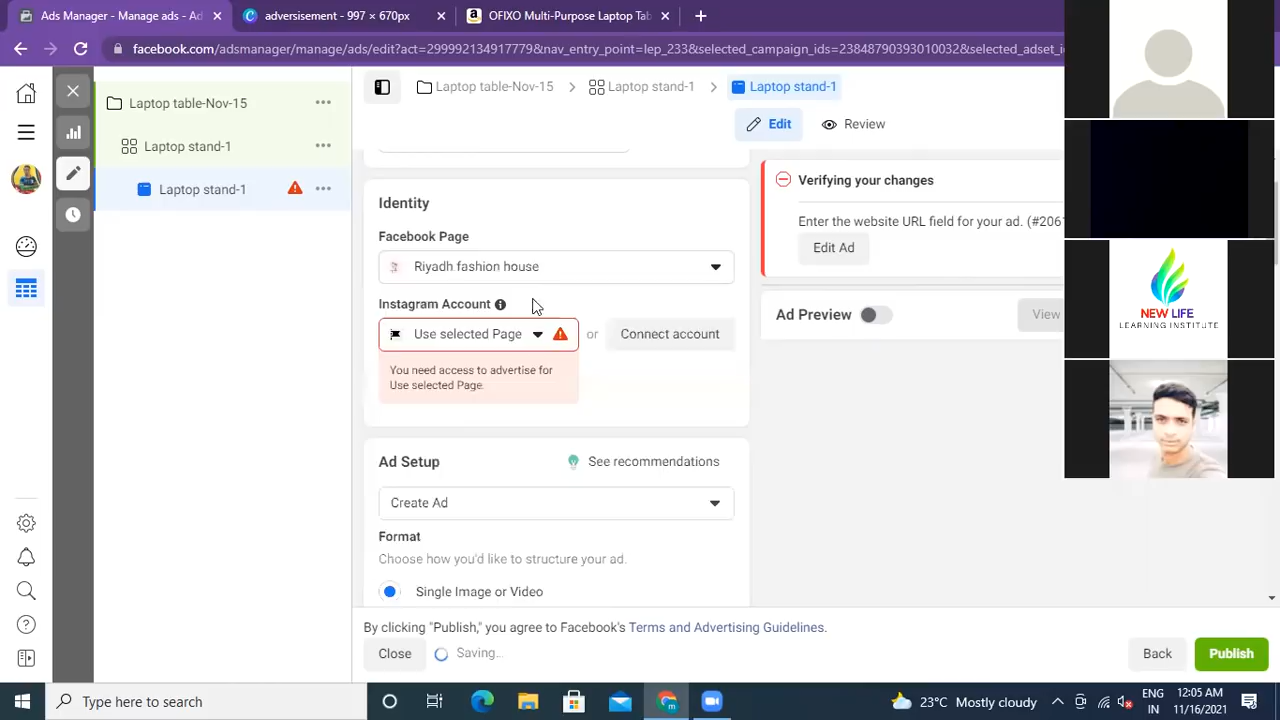 Ads Manager - Manage ads - Ad
advertisement - 997 × 670px
OFIXO Multi-Purpose Laptop Tab
facebook.com/adsmanager/manage/ads/edit?act=299992134917779&nav_entry_point=lep_233&selected_campaign_ids=23848790393010032&selected_adset_i
Laptop table-Nov-15
Laptop stand-1
Laptop stand-1
Laptop table-Nov-15
Laptop stand-1
Laptop stand-1
Edit
Review
Identity
Facebook Page
Riyadh fashion house
Instagram Account
Use selected Page
or
Connect account
You need access to advertise for
Use selected Page.
Verifying your changes
Enter the website URL field for your ad. (#206
Edit Ad
Ad Preview
View
NEW LIFE
LEARNING INSTITUTE
Ad Setup
See recommendations
Create Ad
Format
Choose how you'd like to structure your ad.
Single Image or Video
By clicking "Publish," you agree to Facebook's Terms and Advertising Guidelines.
Close
Saving..
Back
Publish
Type here to search
23°C Mostly cloudy
ENG
IN
12:05 AM
11/16/2021